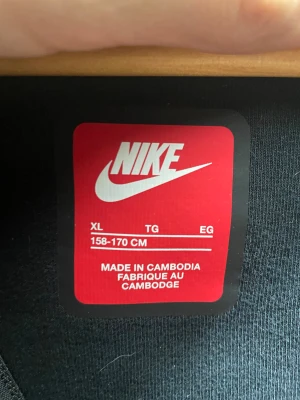 NIKE
XL TG EG
158-170 CM
MADE IN CAMBODIA
FABRIQUE AU
CAMBODGE